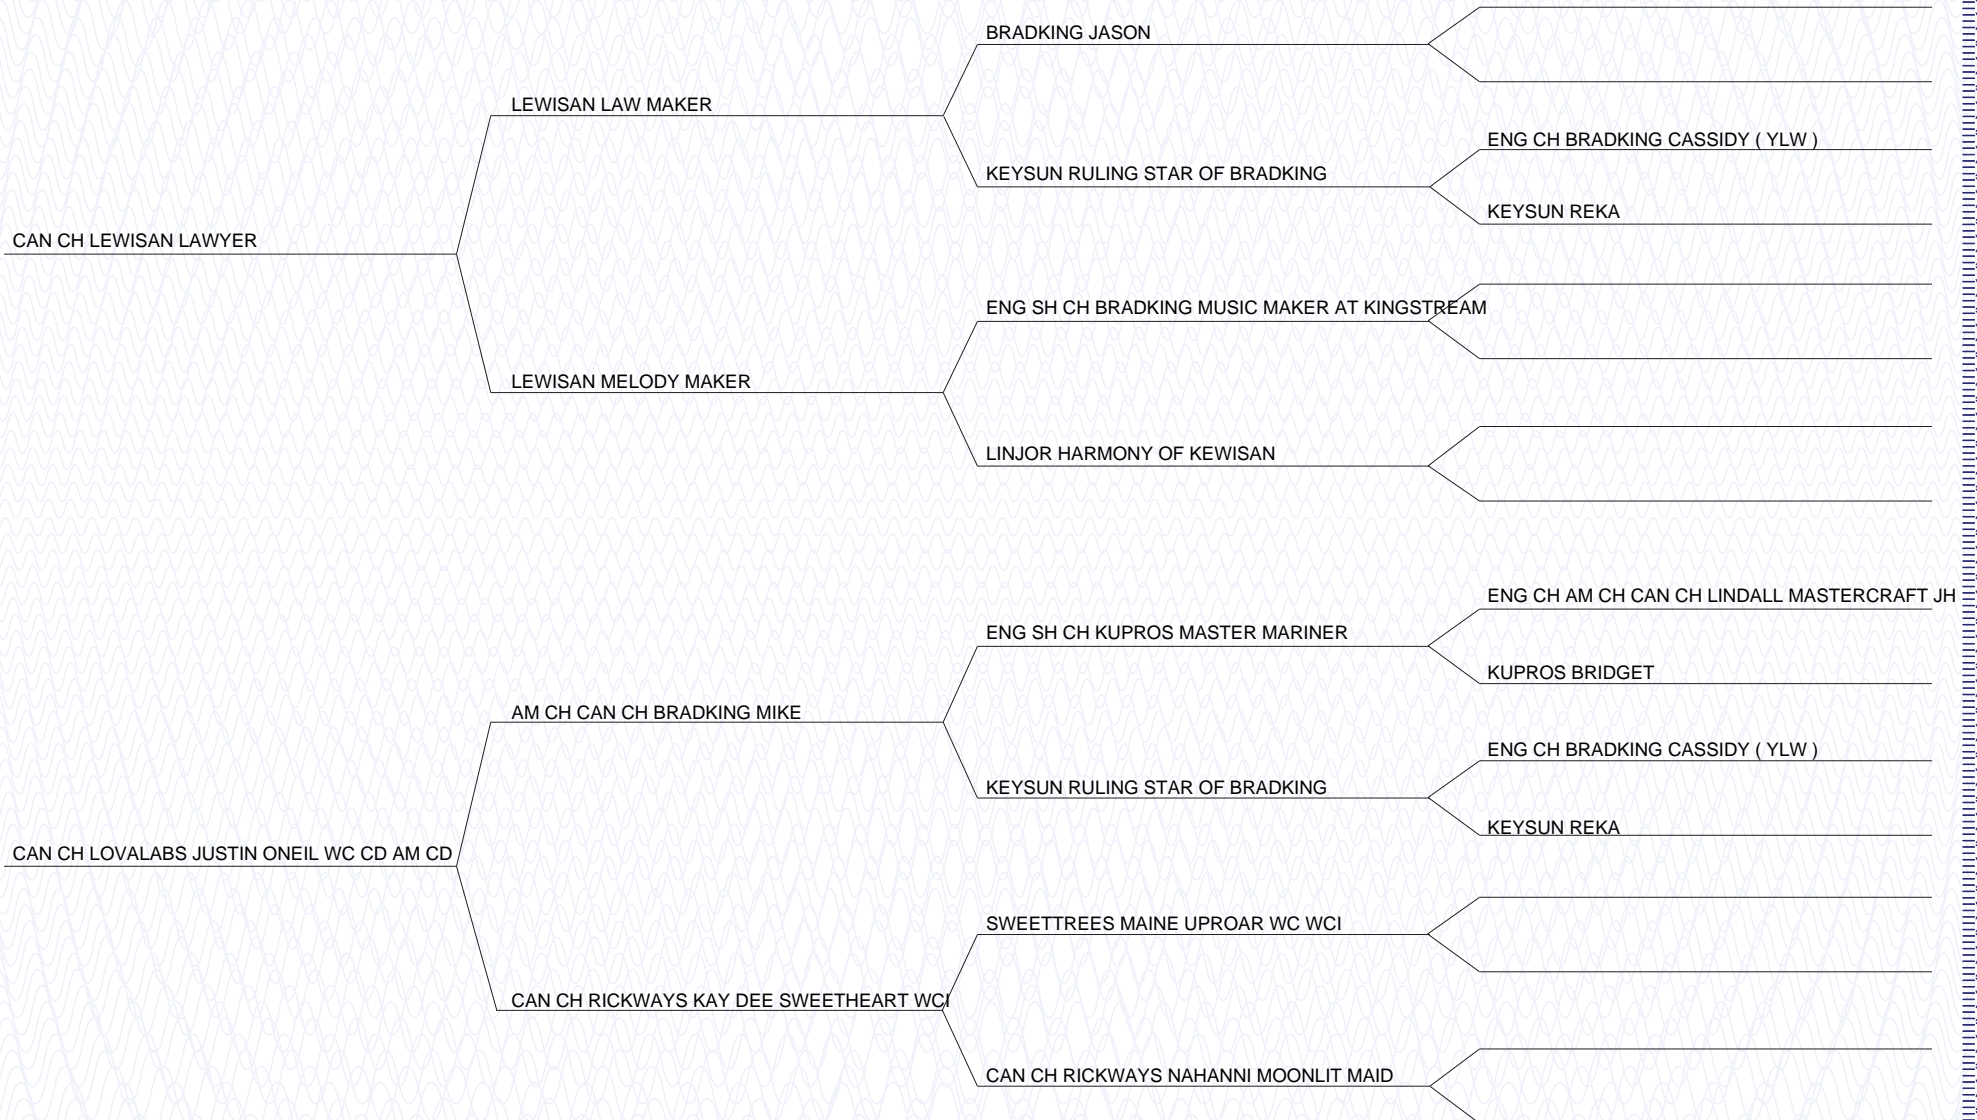 BRADKING JASON
LEWISAN LAW MAKER
ENG CH BRADKING CASSIDY ( YLW )
KEYSUN RULING STAR OF BRADKING
KEYSUN REKA
CAN CH LEWISAN LAWYER
ENG SH CH BRADKING MUSIC MAKER AT KINGSTREAM
LEWISAN MELODY MAKER
LINJOR HARMONY OF KEWISAN
ENG CH AM CH CAN CH LINDALL MASTERCRAFT JH
ENG SH CH KUPROS MASTER MARINER
KUPROS BRIDGET
AM CH CAN CH BRADKING MIKE
ENG CH BRADKING CASSIDY ( YLW )
KEYSUN RULING STAR OF BRADKING
KEYSUN REKA
CAN CH LOVALABS JUSTIN ONEIL WC CD AM CD
SWEETTREES MAINE UPROAR WC WCI
CAN CH RICKWAYS KAY DEE SWEETHEART WCI
CAN CH RICKWAYS NAHANNI MOONLIT MAID